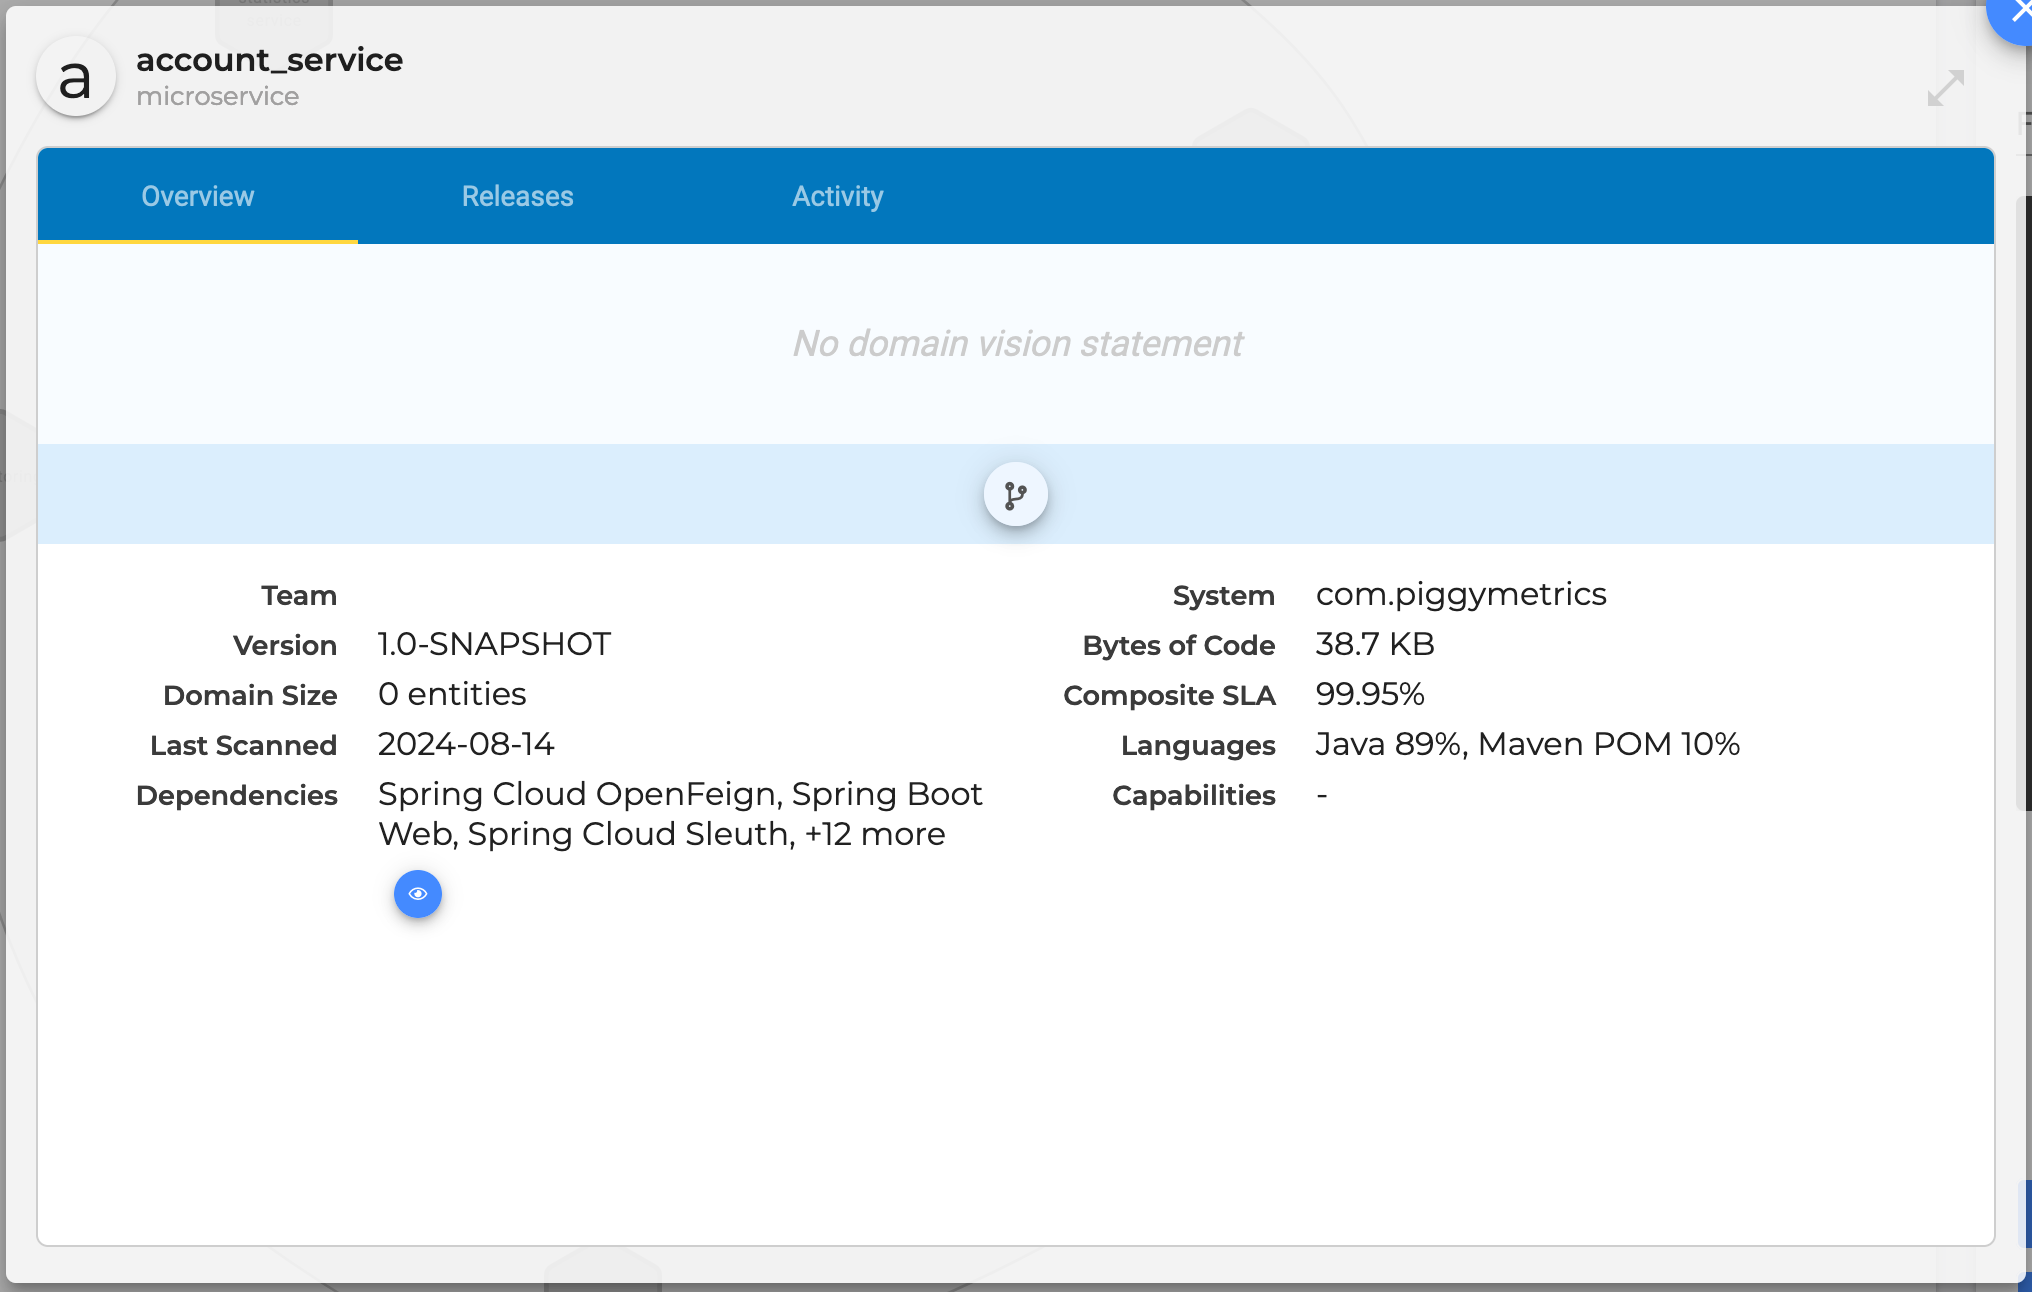 account_service
microservice
Overview
Releases
Activity
No domain vision statement
Team
Version 1.0-SNAPSHOT
Domain Size 0 entities
Last Scanned 2024-08-14
Dependencies Spring Cloud OpenFeign, Spring Boot
Web, Spring Cloud Sleuth, +12 more
System com.piggymetrics
Bytes of Code 38.7 KB
Composite SLA 99.95%
Languages Java 89%, Maven POM 10%
Capabilities -